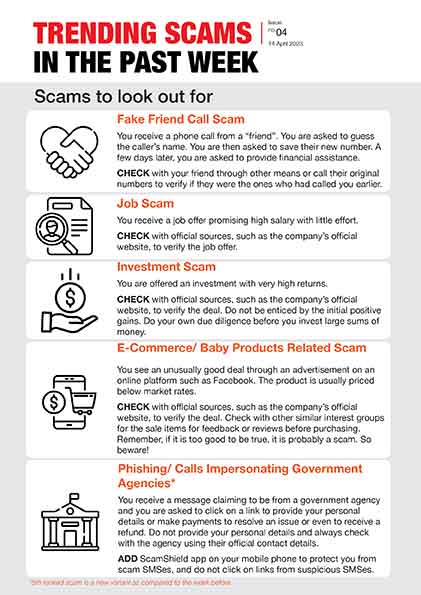 TRENDING SCAMS
IN THE PAST WEEK
Issue
no 04
14 April 2023
Scams to look out for
Fake Friend Call Scam
You receive a phone call from a “friend”. You are asked to guess
the caller’s name. You are then asked to save their new number. A
few days later, you are asked to provide financial assistance.
CHECK with your friend through other means or call their original
numbers to verify if they were the ones who had called you earlier.
Job Scam
You receive a job offer promising high salary with little effort.
CHECK with official sources, such as the company’s official
website, to verify the job offer.
Investment Scam
You are offered an investment with very high returns.
CHECK with official sources, such as the company’s official
website, to verify the deal. Do not be enticed by the initial positive
gains. Do your own due diligence before you invest large sums of
money.
E-Commerce/ Baby Products Related Scam
You see an unusually good deal through an advertisement on an
online platform such as Facebook. The product is usually priced
below market rates.
CHECK with official sources, such as the company’s official
website, to verify the deal. Check with other similar interest groups
for the sale items for feedback or reviews before purchasing.
Remember, if it is too good to be true, it is probably a scam. So
beware!
Phishing/ Calls Impersonating Government
Agencies*
You receive a message claiming to be from a government agency
and you are asked to click on a link to provide your personal
details or make payments to resolve an issue or even to receive a
refund. Do not provide your personal details and always check
with the agency using their official contact details.
ADD ScamShield app on your mobile phone to protect you from
scam SMSes, and do not click on links from suspicious SMSes.
*5th ranked scam is a new variant as compared to the week before.